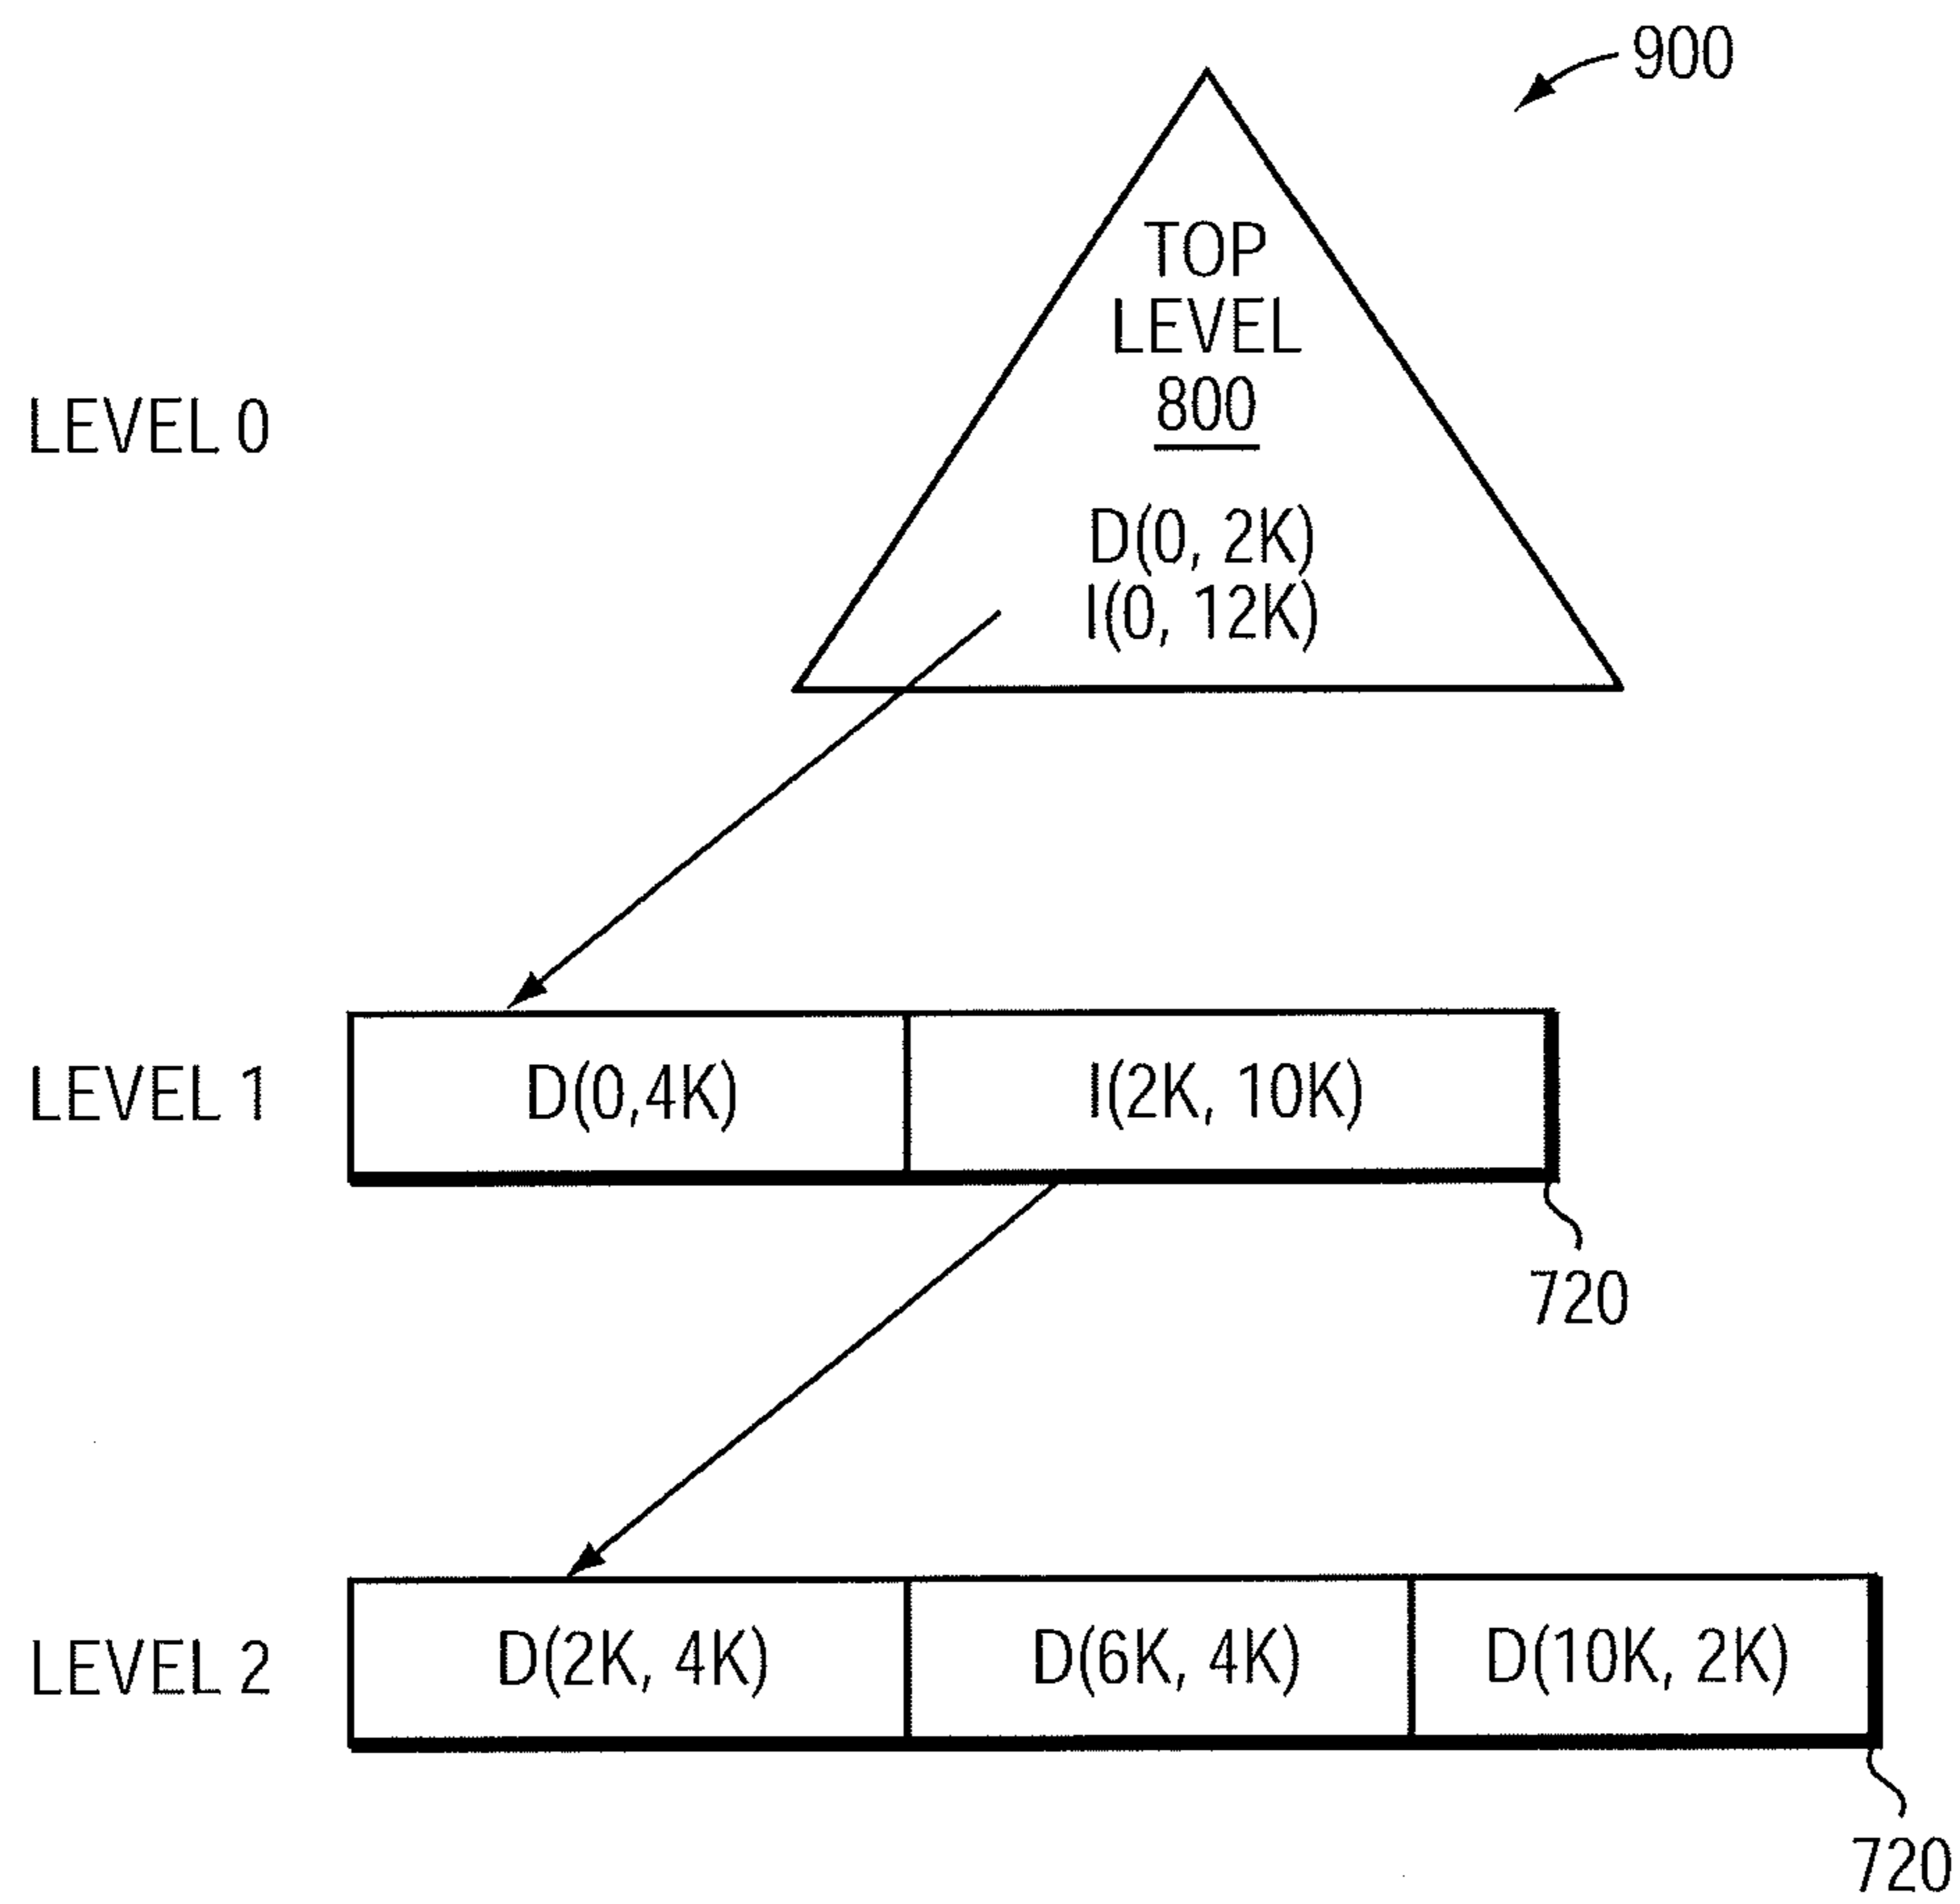 900
TOP
LEVEL
800
LEVEL 0
D(0, 2K)
I(0, 12K)
LEVEL 1
D(0,4K)
I(2K, 10K)
720
LEVEL 2
D(2K, 4K)
D(6K, 4K)
D(10K, 2K)
720